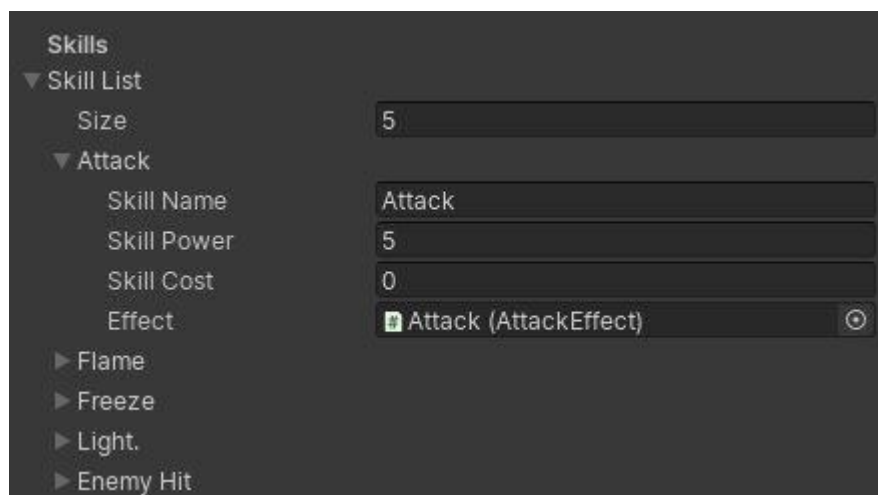 Skills
Skill List
Size 5
Attack
Skill Name Attack
Skill Power 5
Skill Cost 0
Effect # Attack (AttackEffect)
Flame
Freeze
Light.
Enemy Hit